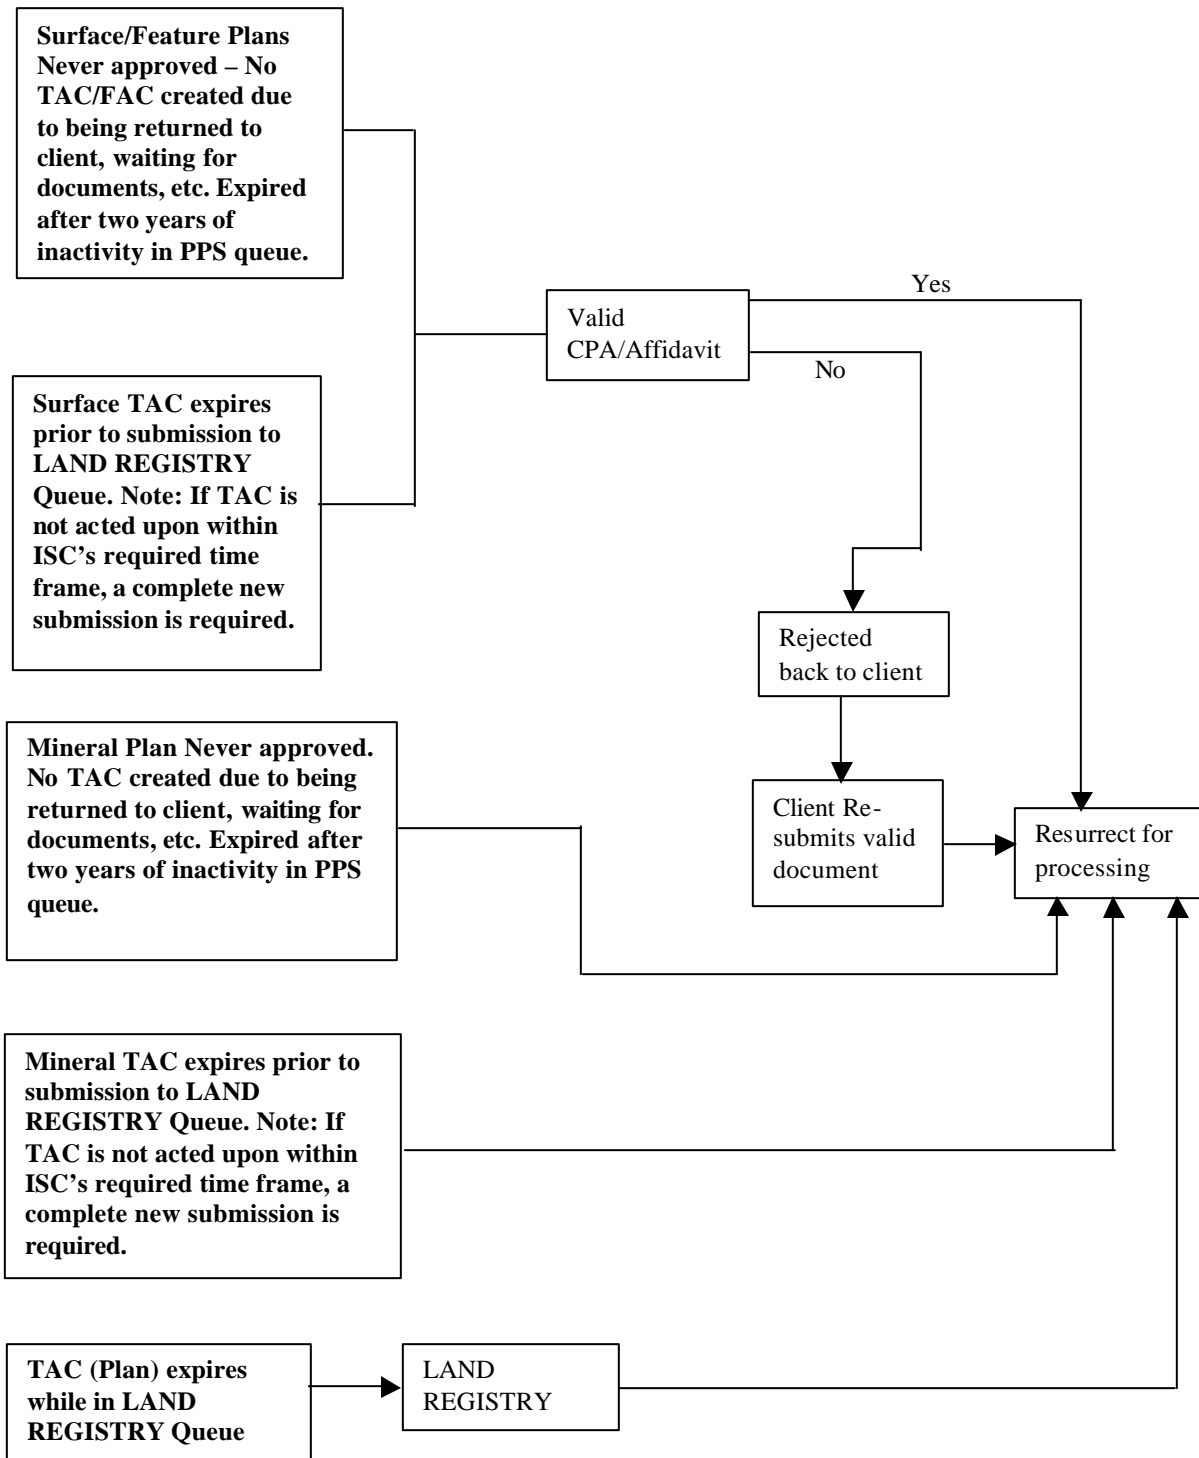 Surface/Feature Plans
Never approved – No
TAC/FAC created due
to being returned to
client, waiting for
documents, etc. Expired
after two years of
inactivity in PPS queue.
Yes
Valid
CPA/Affidavit
No
Surface TAC expires
prior to submission to
LAND REGISTRY
Queue. Note: If TAC is
not acted upon within
ISC’s required time
frame, a complete new
submission is required.
Rejected
back to client
Mineral Plan Never approved.
No TAC created due to being
returned to client, waiting for
documents, etc. Expired after
two years of inactivity in PPS
queue.
Client Re-
submits valid
document
Resurrect for
processing
Mineral TAC expires prior to
submission to LAND
REGISTRY Queue. Note: If
TAC is not acted upon within
ISC’s required time frame, a
complete new submission is
required.
TAC (Plan) expires
while in LAND
REGISTRY Queue
LAND
REGISTRY